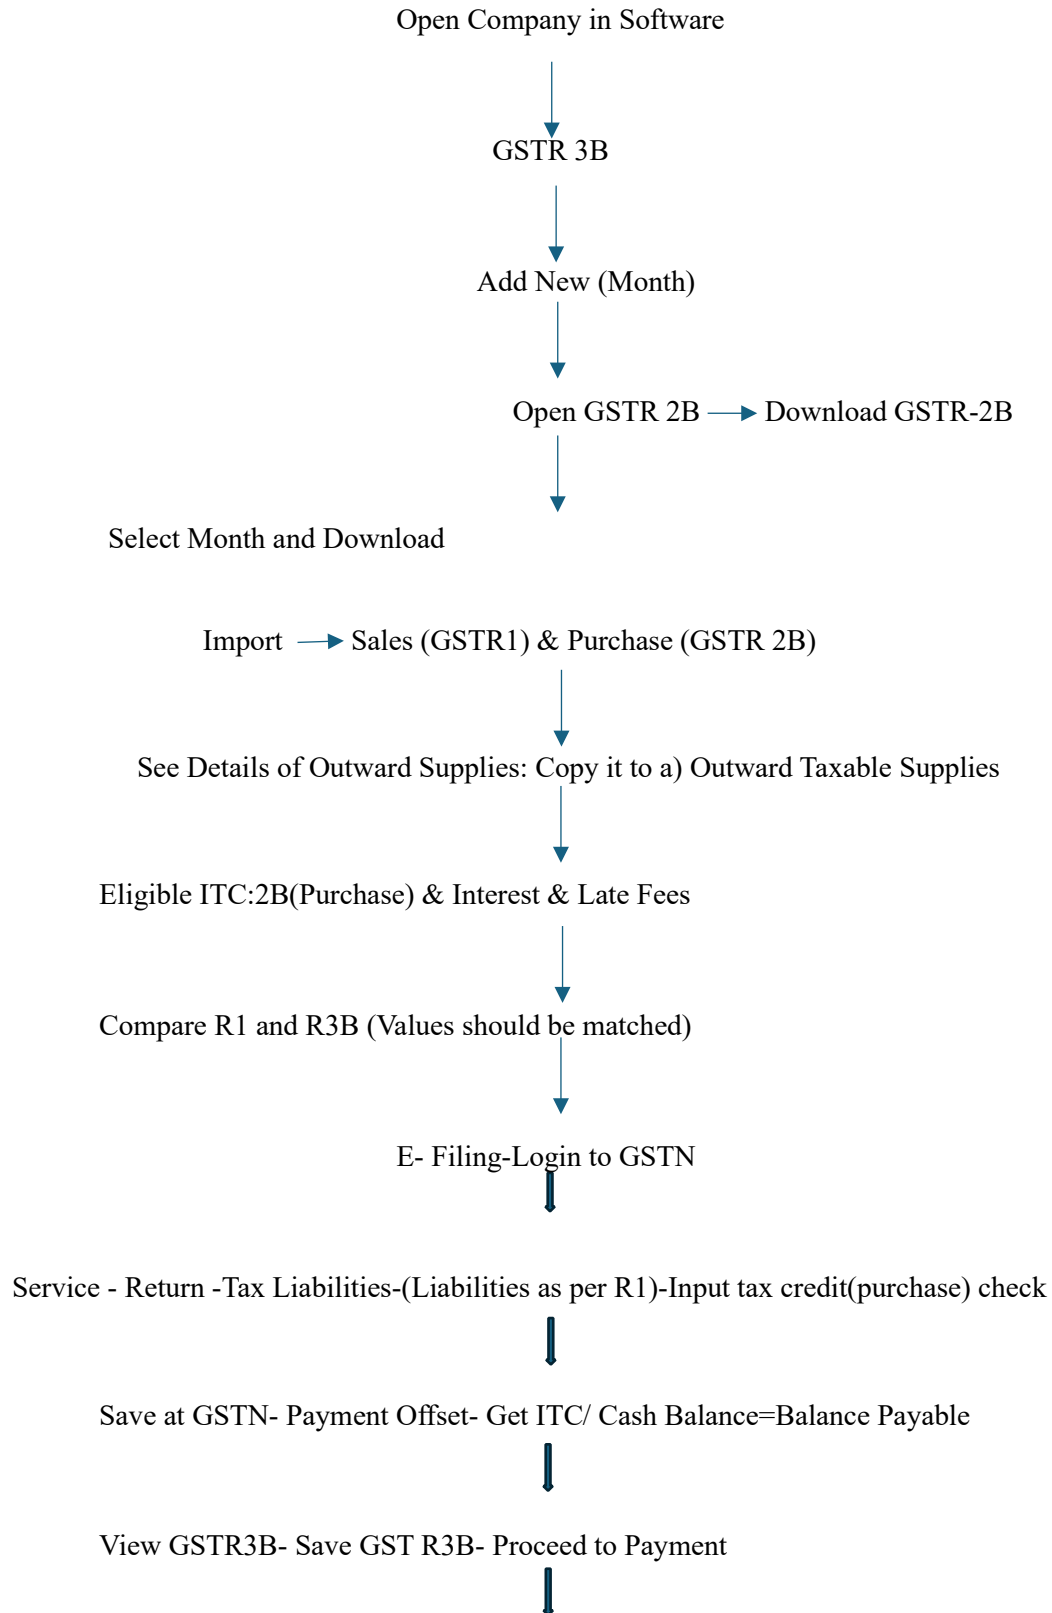 Open Company in Software
GSTR 3B
Add New (Month)
Open GSTR 2B Download GSTR-2B
Select Month and Download
Import Sales (GSTR1) & Purchase (GSTR 2B)
See Details of Outward Supplies: Copy it to a) Outward Taxable Supplies
Eligible ITC:2B(Purchase) & Interest & Late Fees
Compare R1 and R3B (Values should be matched)
E- Filing-Login to GSTN
Service - Return -Tax Liabilities-(Liabilities as per R1)-Input tax credit(purchase) check
Save at GSTN- Payment Offset- Get ITC/ Cash Balance=Balance Payable
View GSTR3B- Save GST R3B- Proceed to Payment